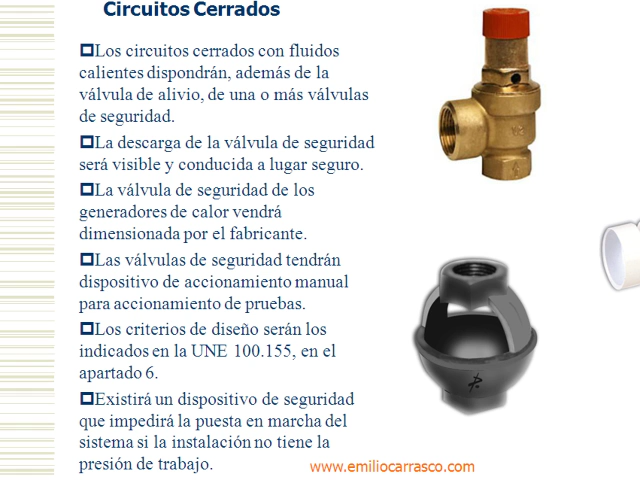 Circuitos Cerrados
Los circuitos cerrados con fluidos
calientes dispondrán, además de la
válvula de alivio, de una o más válvulas
de seguridad.
La descarga de la válvula de seguridad
será visible y conducida a lugar seguro.
La válvula de seguridad de los
generadores de calor vendrá
dimensionada por el fabricante.
Las válvulas de seguridad tendrán
dispositivo de accionamiento manual
para accionamiento de pruebas.
Los criterios de diseño serán los
indicados en la UNE 100.155, en el
apartado 6.
Existirá un dispositivo de seguridad
que impedirá la puesta en marcha del
sistema si la instalación no tiene la
presión de trabajo.
www.emiliocarrasco.com